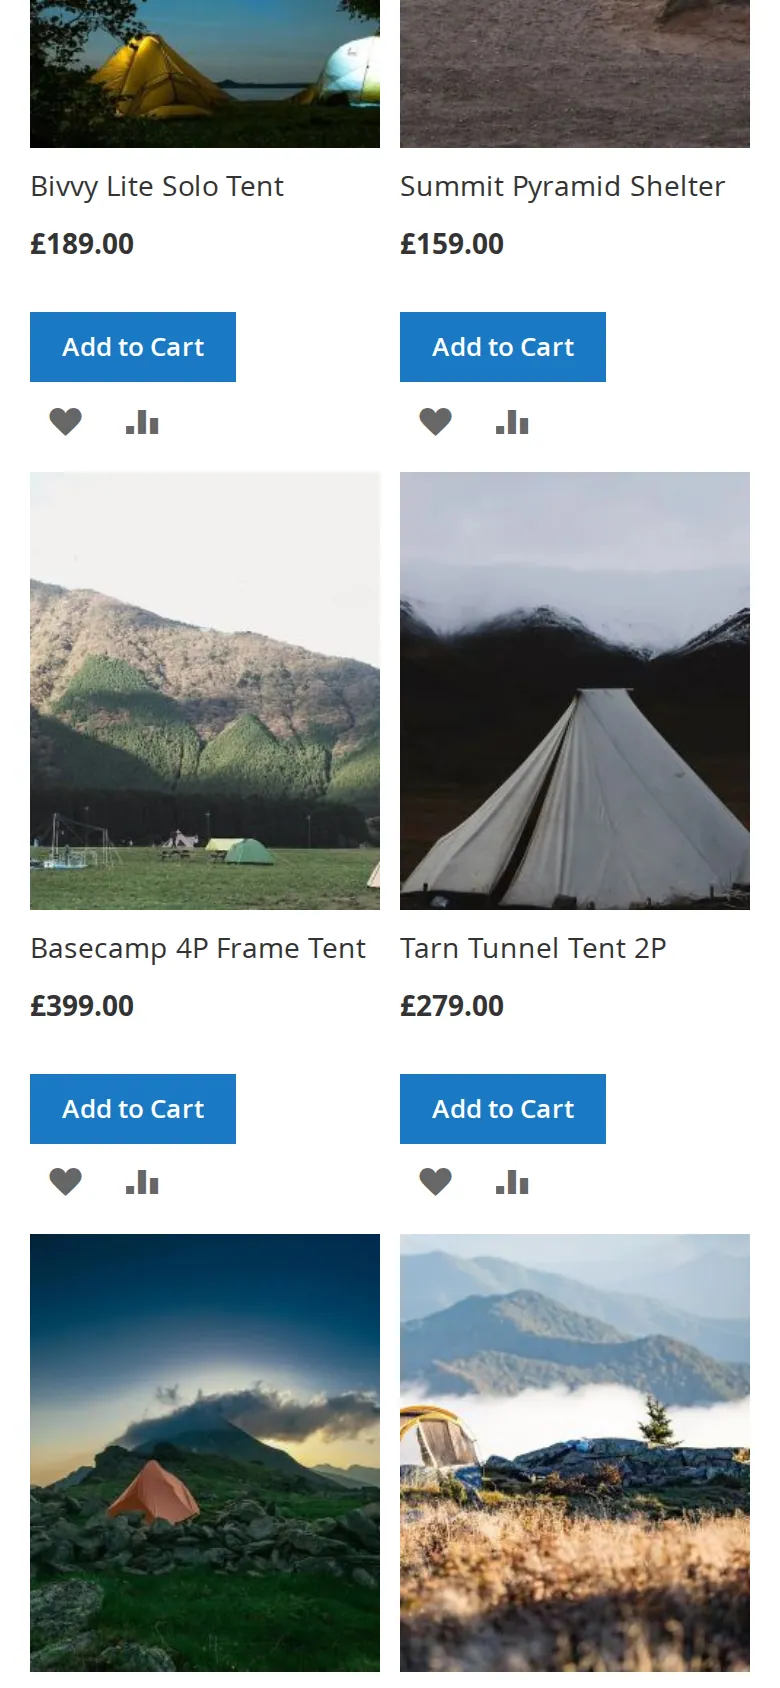 Bivvy Lite Solo Tent
£189.00
Add to Cart
Summit Pyramid Shelter
£159.00
Add to Cart
Basecamp 4P Frame Tent
£399.00
Add to Cart
Tarn Tunnel Tent 2P
£279.00
Add to Cart